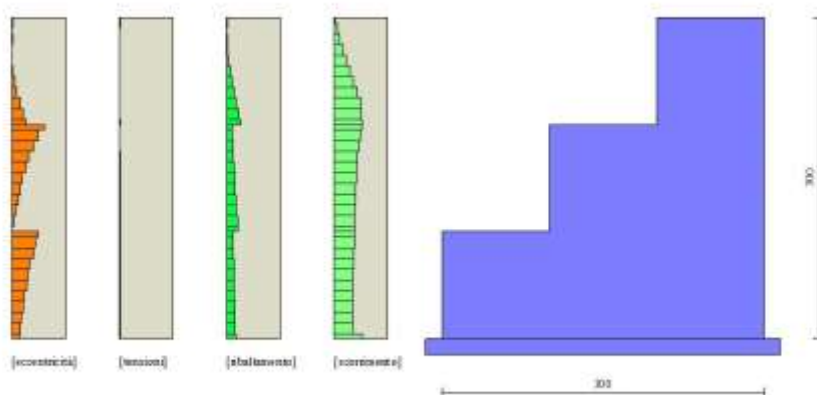 [eccentricità]
[tensioni]
[ribaltamento]
[scorrimento]
300
300